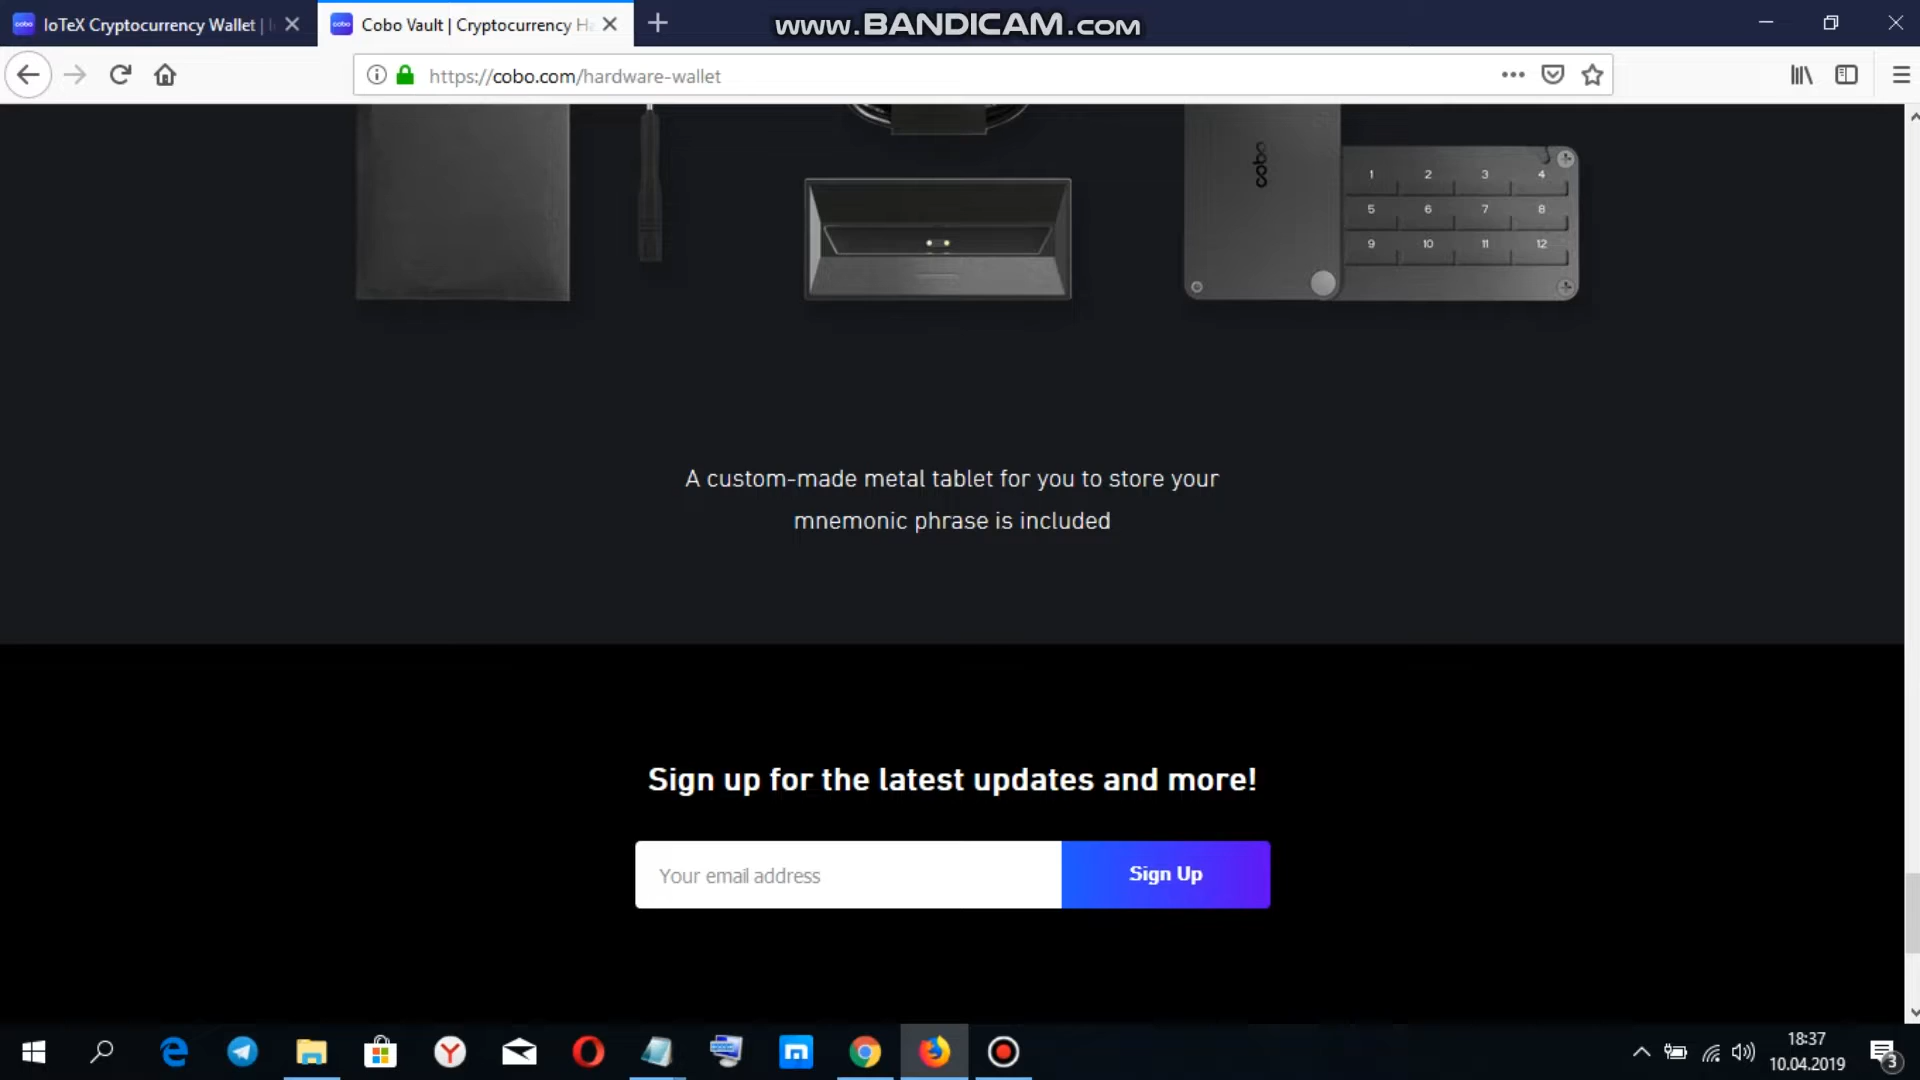 IoTeX Cryptocurrency Wallet |
Cobo Vault | Cryptocurrency Ha
www.BANDICAM.com
https://cobo.com/hardware-wallet
cobo
1 2 3 4
5 6 7 8
9 10 11 12
A custom-made metal tablet for you to store your
mnemonic phrase is included
Sign up for the latest updates and more!
Your email address
Sign Up
18:37
10.04.2019
3